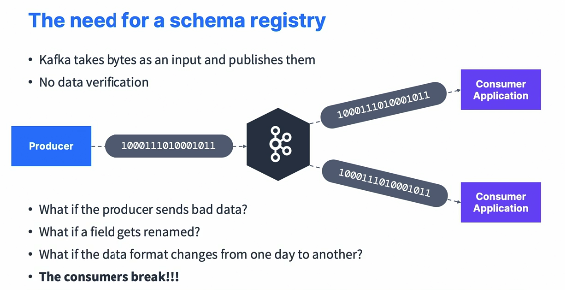 The need for a schema registry
• Kafka takes bytes as an input and publishes them
• No data verification
Producer
1000111010001011
1000111010001011
Consumer
Application
1000111010001011
Consumer
Application
• What if the producer sends bad data?
• What if a field gets renamed?
• What if the data format changes from one day to another?
• The consumers break!!!